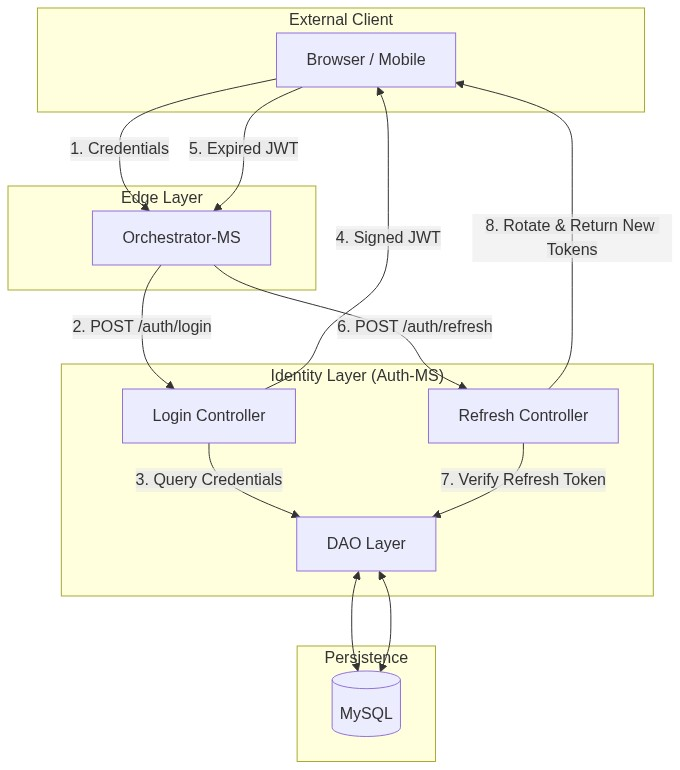 External Client
Browser / Mobile
1. Credentials
5. Expired JWT
Edge Layer
Orchestrator-MS
4. Signed JWT
8. Rotate & Return New
Tokens
2. POST /auth/login
6. POST /auth/refresh
Identity Layer (Auth-MS)
Login Controller
Refresh Controller
3. Query Credentials
7. Verify Refresh Token
DAO Layer
Persistence
MySQL